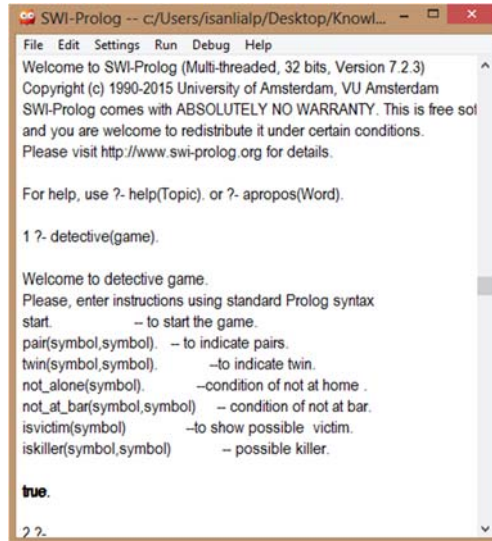 SWI-Prolog -- c:/Users/isanlialp/Desktop/Knowl...
File Edit Settings Run Debug Help
Welcome to SWI-Prolog (Multi-threaded, 32 bits, Version 7.2.3)
Copyright (c) 1990-2015 University of Amsterdam, VU Amsterdam
SWI-Prolog comes with ABSOLUTELY NO WARRANTY. This is free sof
and you are welcome to redistribute it under certain conditions.
Please visit http://www.swi-prolog.org for details.
For help, use ?- help(Topic). or ?- apropos(Word).
1 ?- detective(game).
Welcome to detective game.
Please, enter instructions using standard Prolog syntax
start. -- to start the game.
pair(symbol,symbol). -- to indicate pairs.
twin(symbol,symbol). --to indicate twin.
not_alone(symbol). --condition of not at home .
not_at_bar(symbol,symbol) -- condition of not at bar.
isvictim(symbol) --to show possible victim.
iskiller(symbol,symbol) -- possible killer.
true.
2 ?-